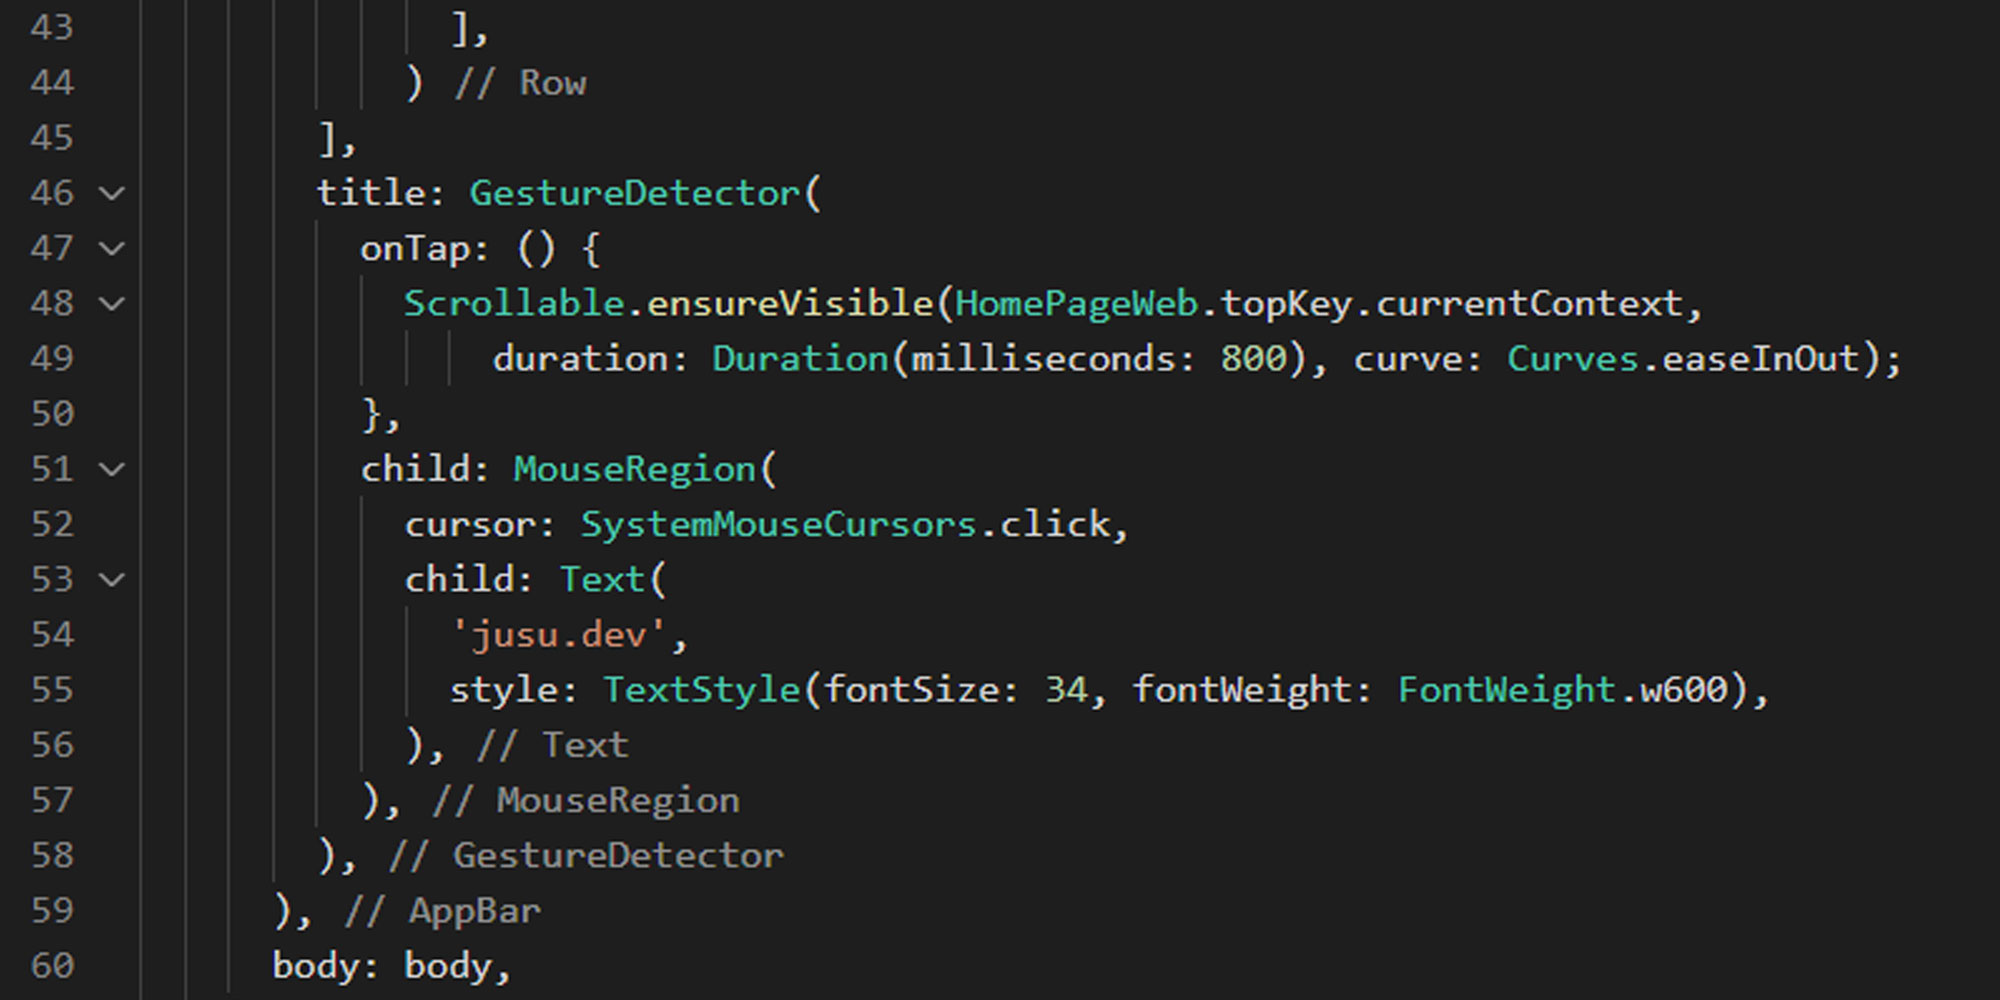 43 ],
44 ) // Row
45 ],
46 title: GestureDetector(
47 onTap: () {
48 Scrollable.ensureVisible(HomePageWeb.topKey.currentContext,
49 duration: Duration(milliseconds: 800), curve: Curves.easeInOut);
50 },
51 child: MouseRegion(
52 cursor: SystemMouseCursors.click,
53 child: Text(
54 'jusu.dev',
55 style: TextStyle(fontSize: 34, fontWeight: FontWeight.w600),
56 ), // Text
57 ), // MouseRegion
58 ), // GestureDetector
59 ), // AppBar
60 body: body,